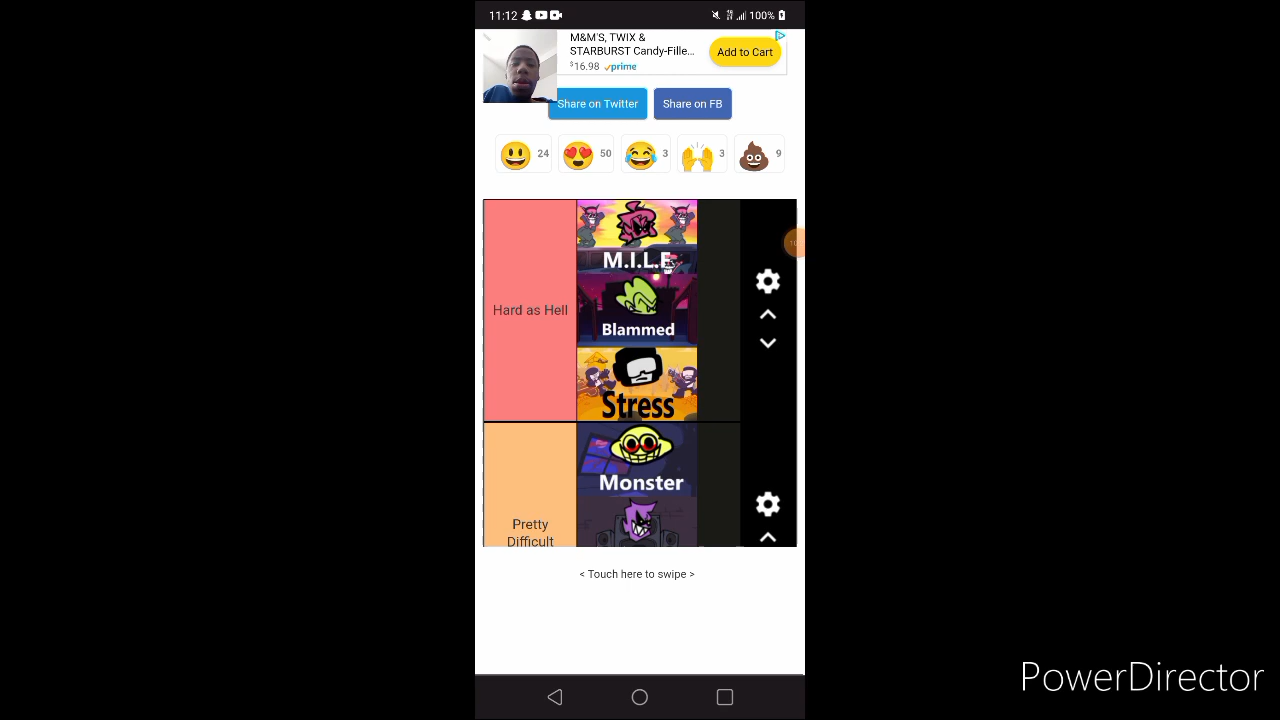 11:12
100%
M&M'S, TWIX &
STARBURST Candy-Fille...
$16.98 prime
Add to Cart
Share on Twitter
Share on FB
24
50
3
3
9
M.I.L.F
Hard as Hell
Blammed
Stress
Monster
Pretty
Difficult
< Touch here to swipe >
PowerDirector